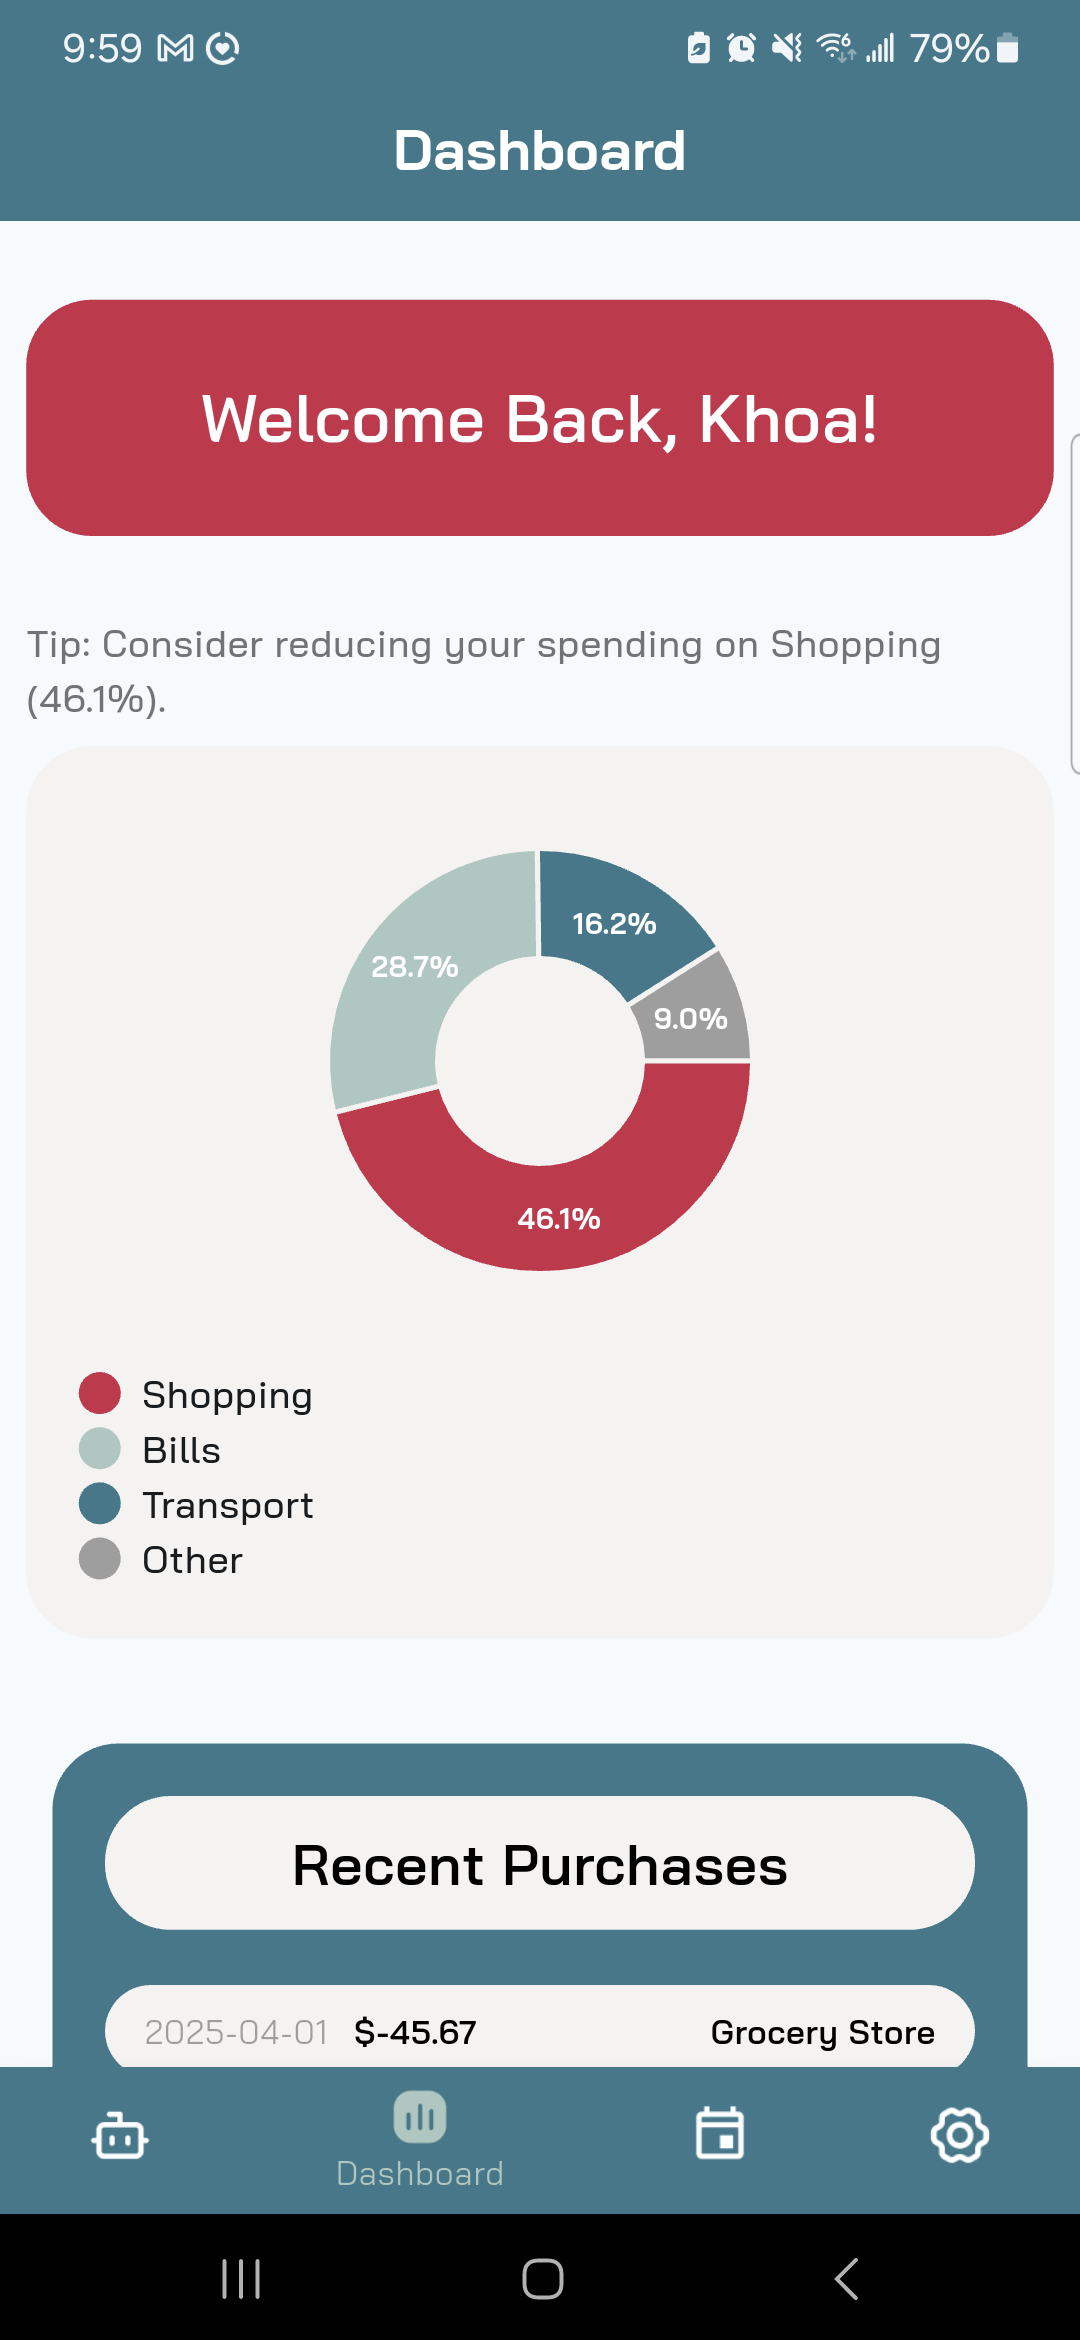 9:59
6
79%
Dashboard
Welcome Back, Khoa!
Tip: Consider reducing your spending on Shopping
(46.1%).
16.2%
28.7%
9.0%
46.1%
Shopping
Bills
Transport
Other
Recent Purchases
2025-04-01 $-45.67 Grocery Store
Dashboard